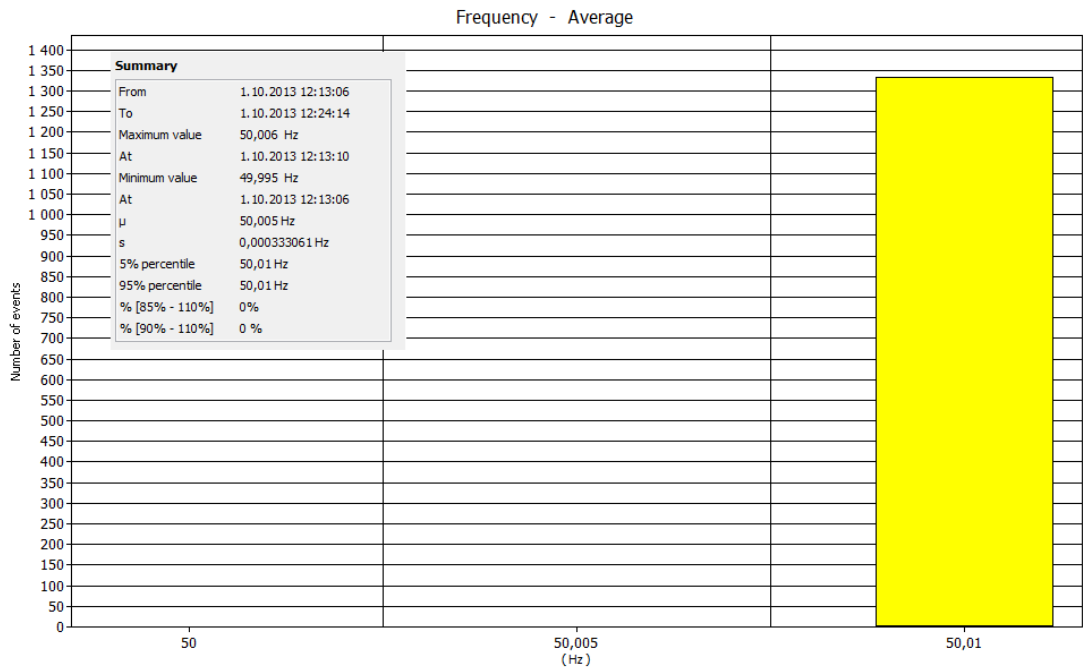 Frequency - Average
Number of events
1 400
1 350
1 300
1 250
1 200
1 150
1 100
1 050
1 000
950
900
850
800
750
700
650
600
550
500
450
400
350
300
250
200
150
100
50
0
Summary
From 1.10.2013 12:13:06
To 1.10.2013 12:24:14
Maximum value 50,006 Hz
At 1.10.2013 12:13:10
Minimum value 49,995 Hz
At 1.10.2013 12:13:06
μ 50,005 Hz
s 0,000333061 Hz
5% percentile 50,01 Hz
95% percentile 50,01 Hz
% [85% - 110%] 0%
% [90% - 110%] 0 %
50 50,005 50,01
(Hz)